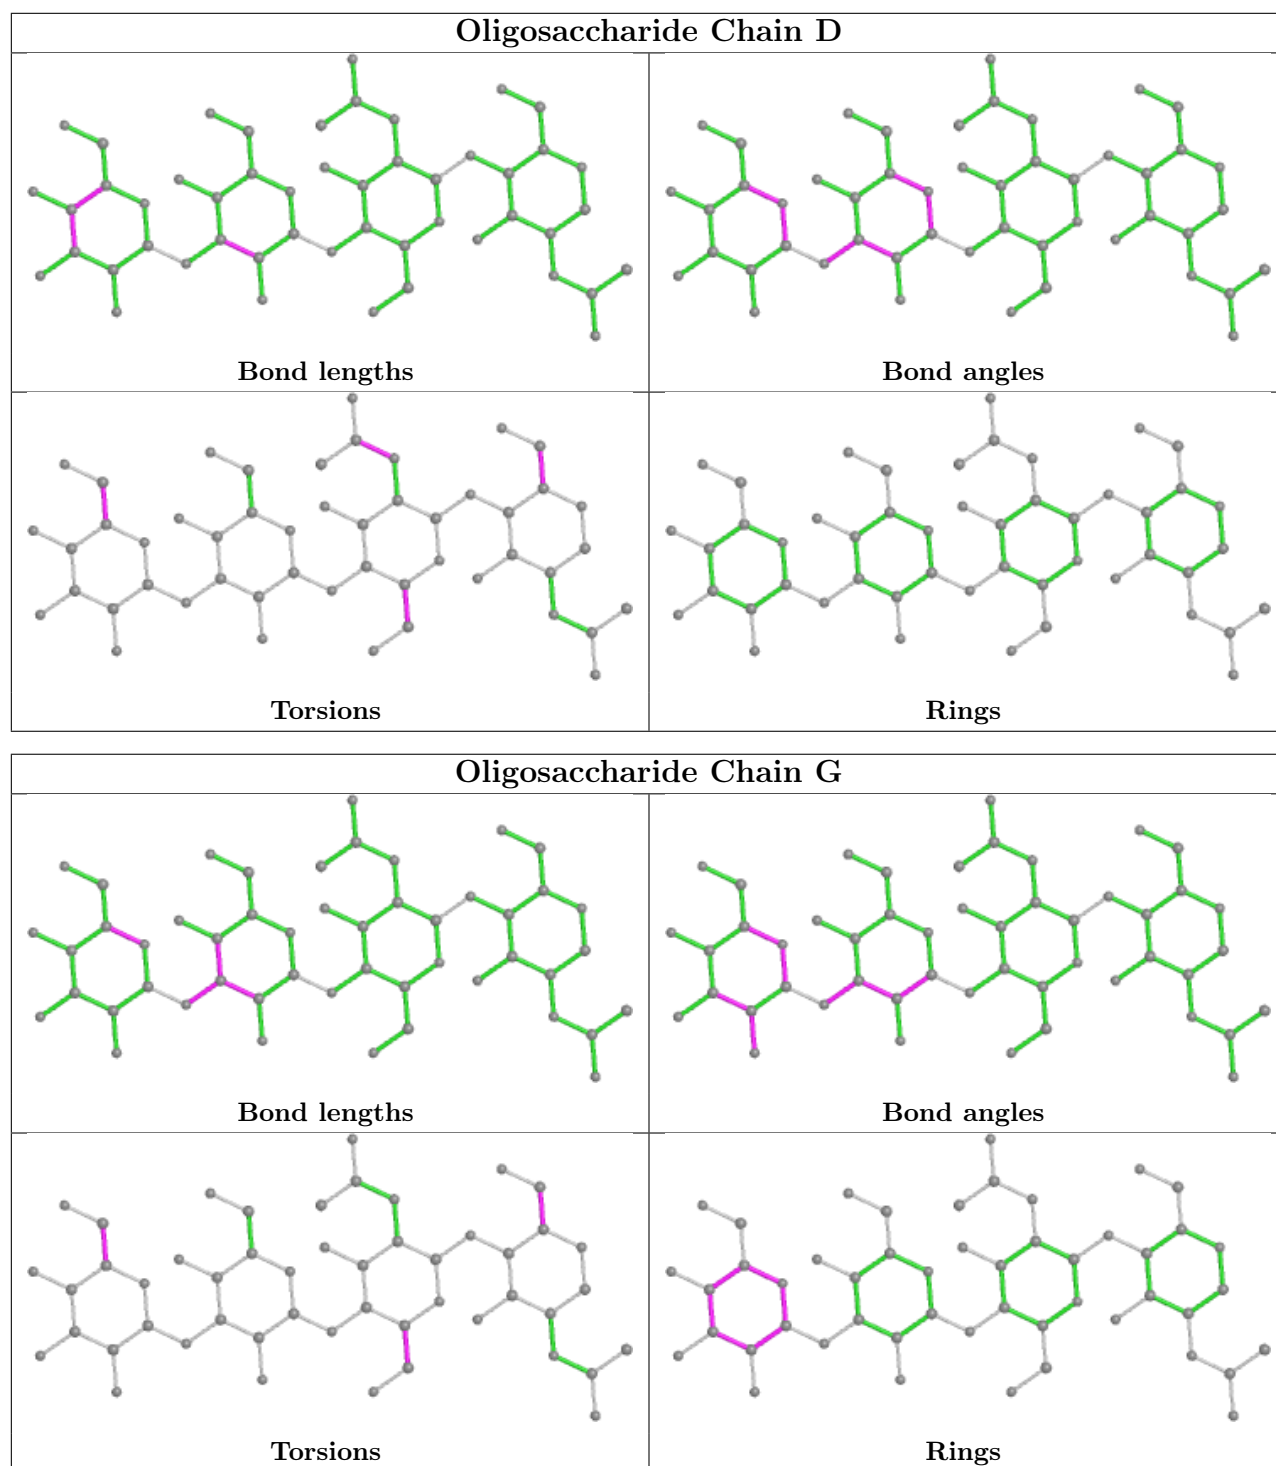 Oligosaccharide Chain D
Bond lengths
Bond angles
Torsions
Rings
Oligosaccharide Chain G
Bond lengths
Bond angles
Torsions
Rings